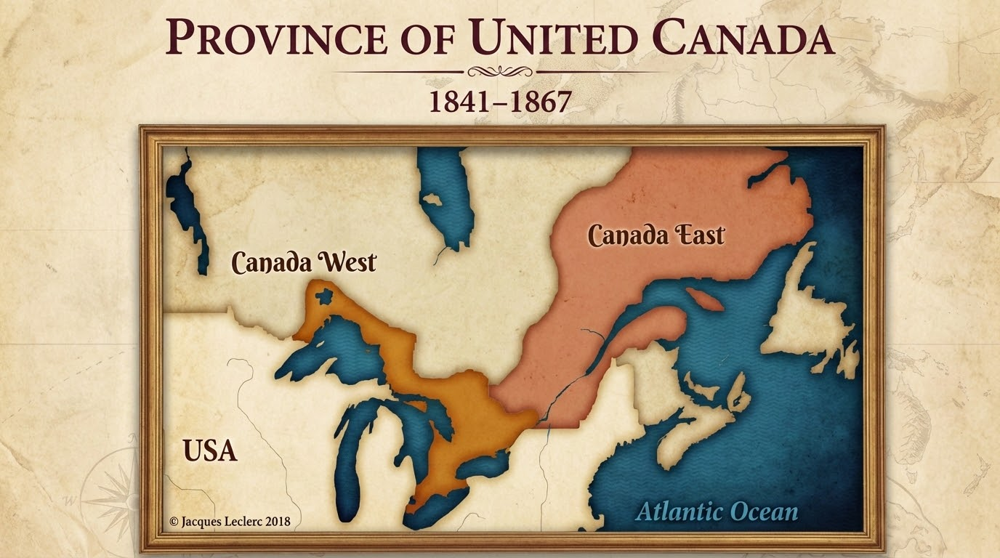 PROVINCE OF UNITED CANADA
1841–1867
Canada East
Canada West
USA
© Jacques Leclerc 2018
Atlantic Ocean
W
N